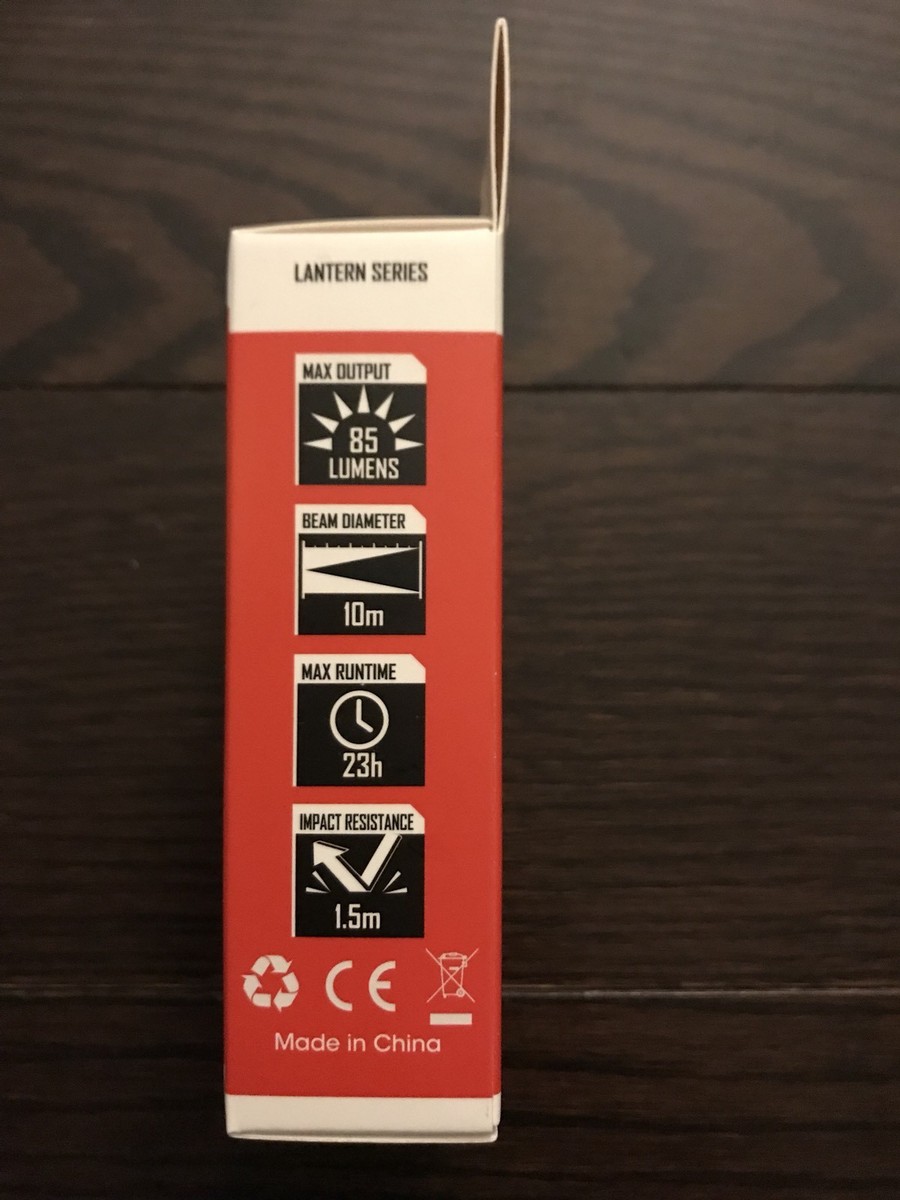 LANTERN SERIES
MAX OUTPUT
85
LUMENS
BEAM DIAMETER
10m
MAX RUNTIME
23h
IMPACT RESISTANCE
1.5m
CE
Made in China